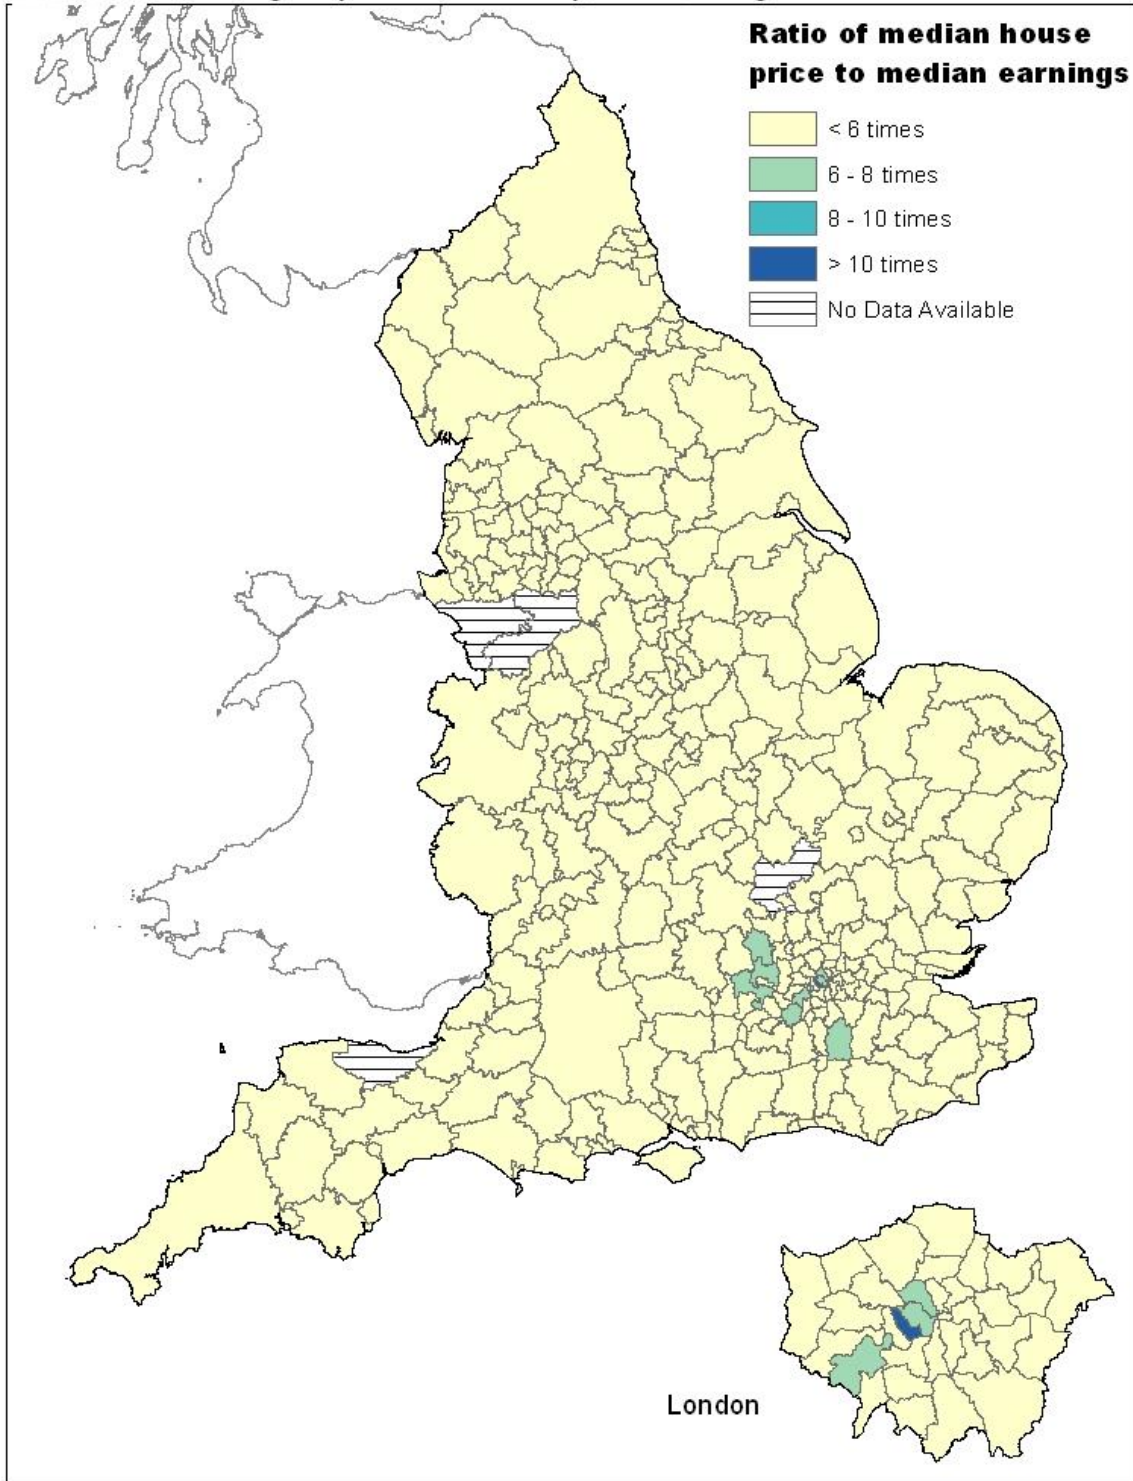 Ratio of median house
price to median earnings
< 6 times
6 - 8 times
8 - 10 times
> 10 times
No Data Available
London